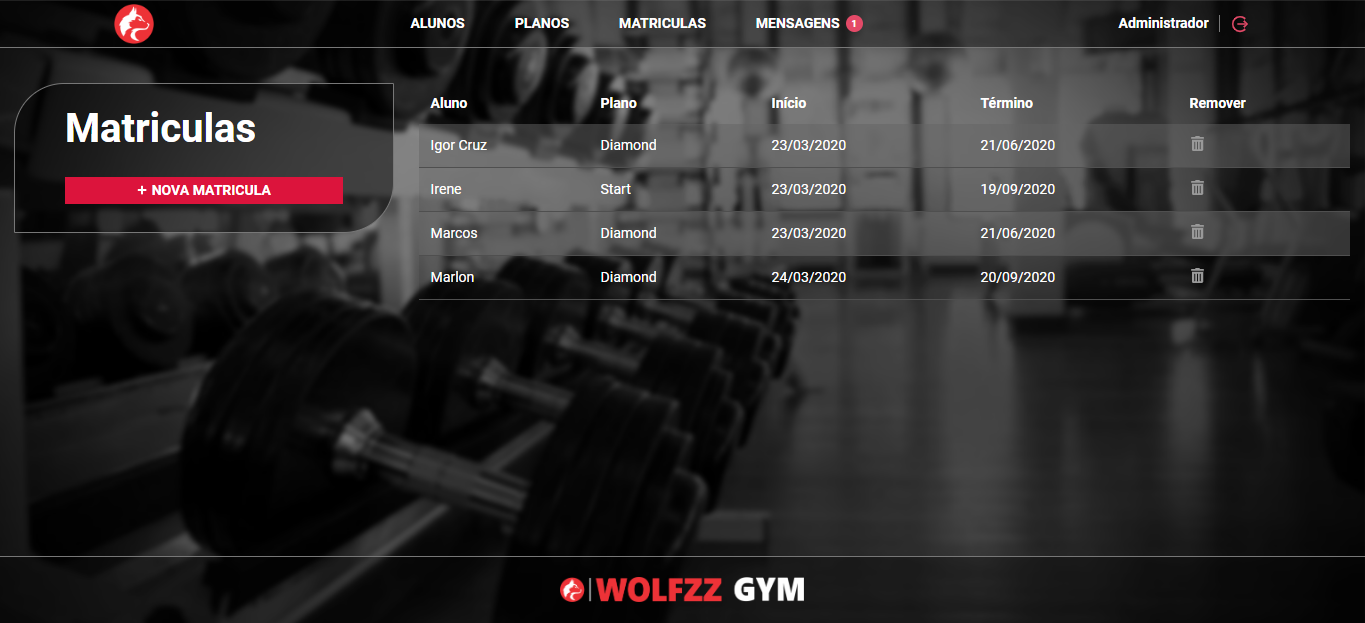 ALUNOS PLANOS MATRICULAS MENSAGENS 1 Administrador
Matriculas
+ NOVA MATRICULA
Aluno Plano Início Término Remover
Igor Cruz Diamond 23/03/2020 21/06/2020
Irene Start 23/03/2020 19/09/2020
Marcos Diamond 23/03/2020 21/06/2020
Marlon Diamond 24/03/2020 20/09/2020
WOLFZZ GYM